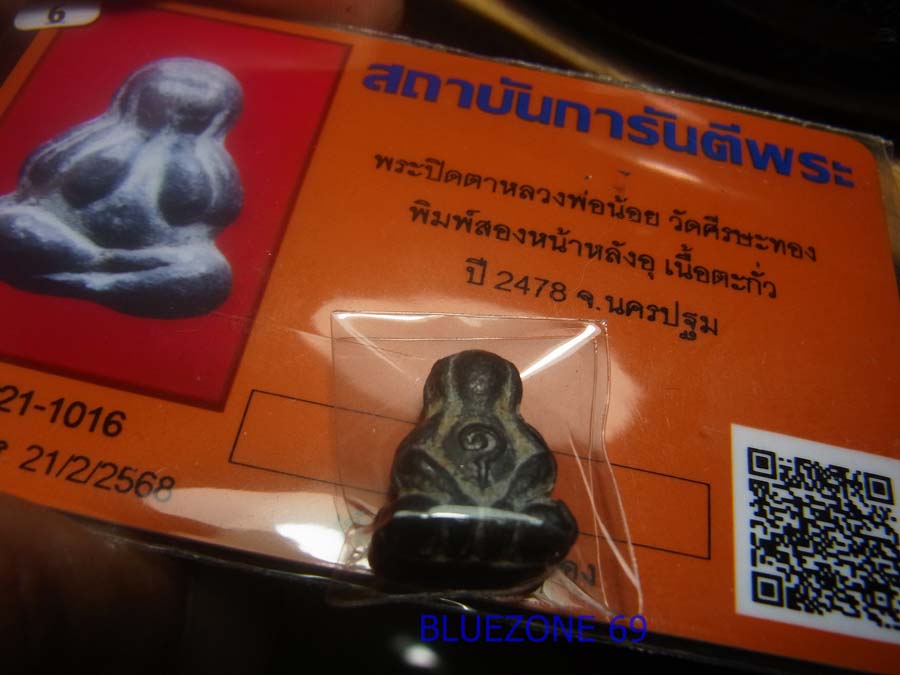 6
สถาบันการันตีพระ
พระปิดตาหลวงพ่อน้อย วัดศีรษะทอง
พิมพ์สองหน้าหลังอุ เนื้อตะกั่ว
ปี 2478 จ.นครปฐม
21-1016
21/2/2568
BLUEZONE 69